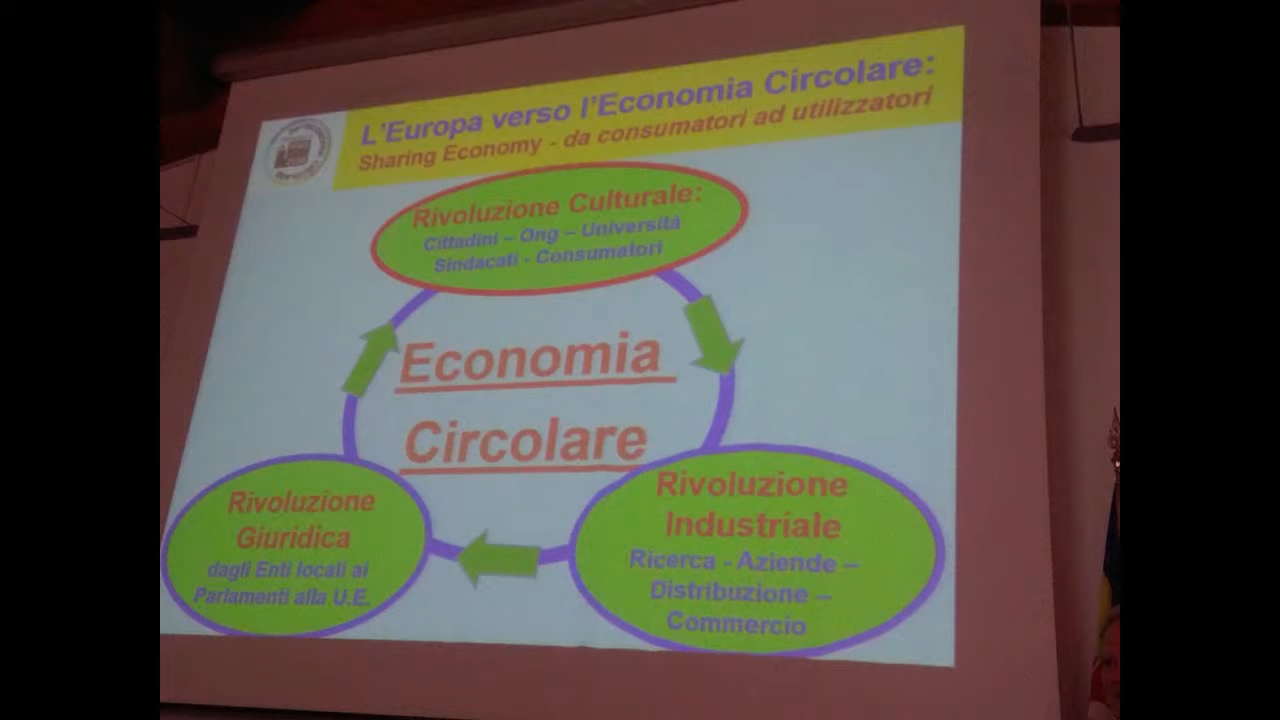 L'Europa verso l'Economia Circolare:
Sharing Economy - da consumatori ad utilizzatori
Rivoluzione Culturale:
Cittadini – Ong – Università
Sindacati - Consumatori
Economia
Circolare
Rivoluzione
Giuridica
dagli Enti locali ai
Parlamenti alla U.E.
Rivoluzione
Industriale
Ricerca - Aziende –
Distribuzione –
Commercio